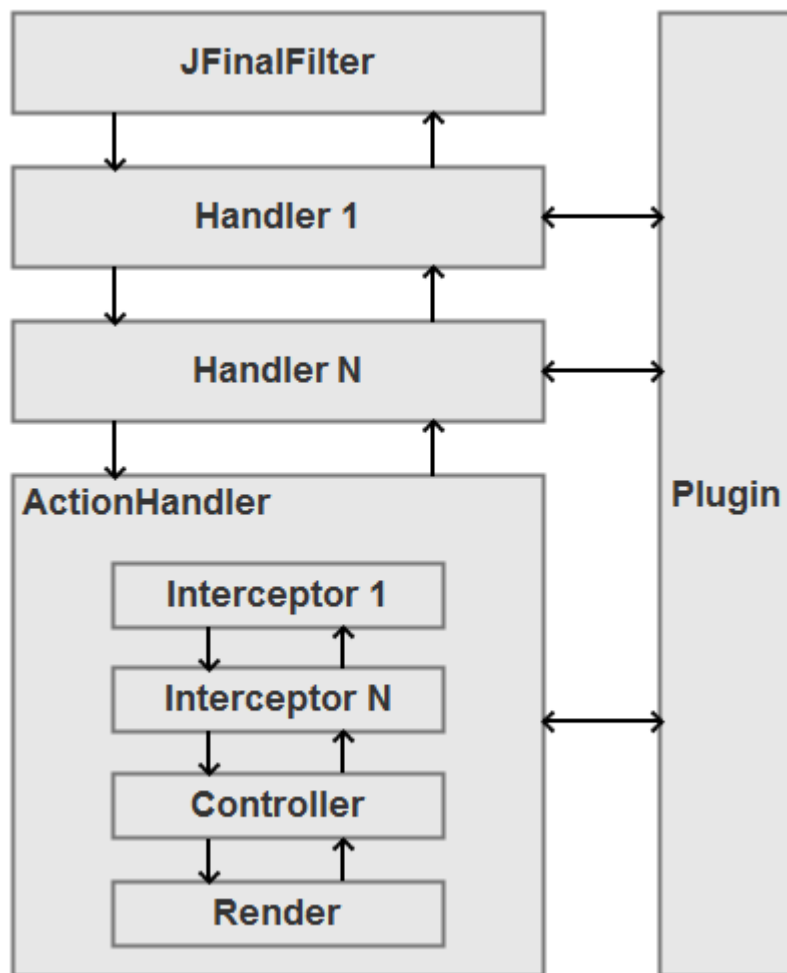 JFinalFilter
Handler 1
Handler N
ActionHandler
Plugin
Interceptor 1
Interceptor N
Controller
Render